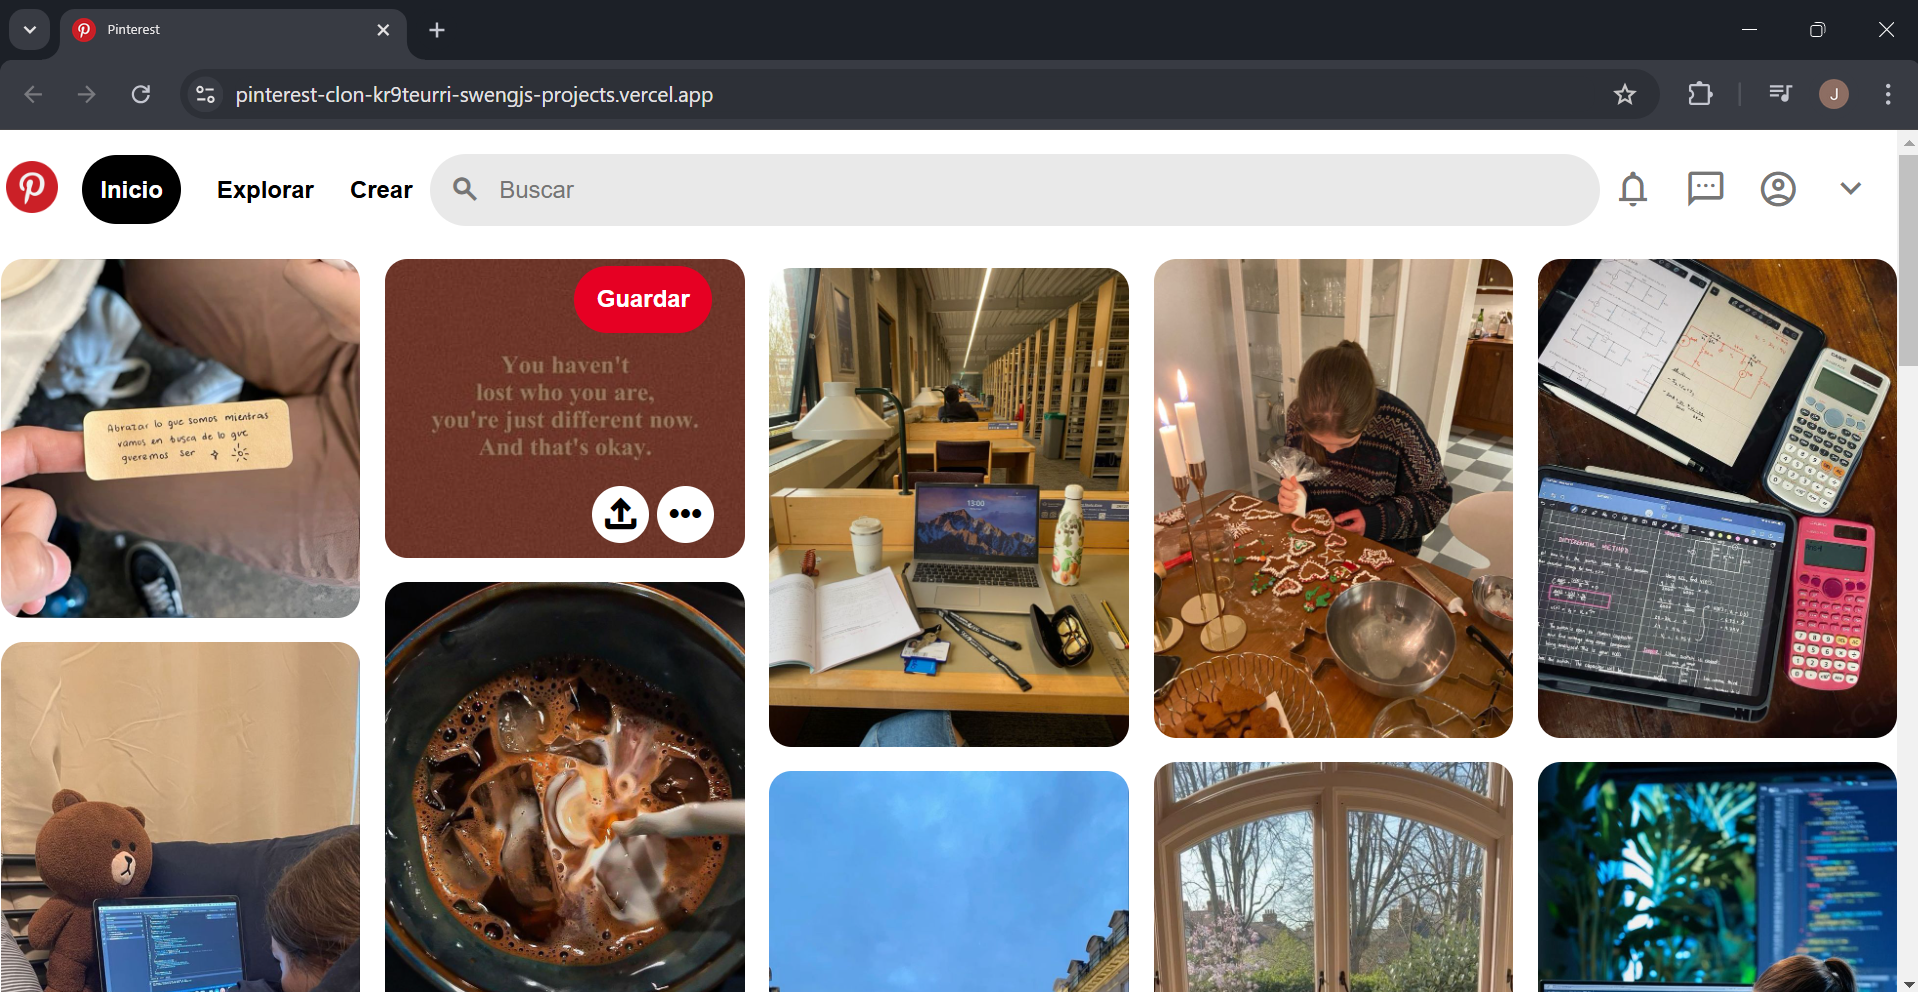 Pinterest
pinterest-clon-kr9teurri-swengjs-projects.vercel.app
J
Inicio
Explorar
Crear
Buscar
Abrazar lo que somos mientras
vamos en busca de lo que
queremos ser
Guardar
You haven't
lost who you are,
you're just different now.
And that's okay.
13:00
DIFFERENTIAL METHOD